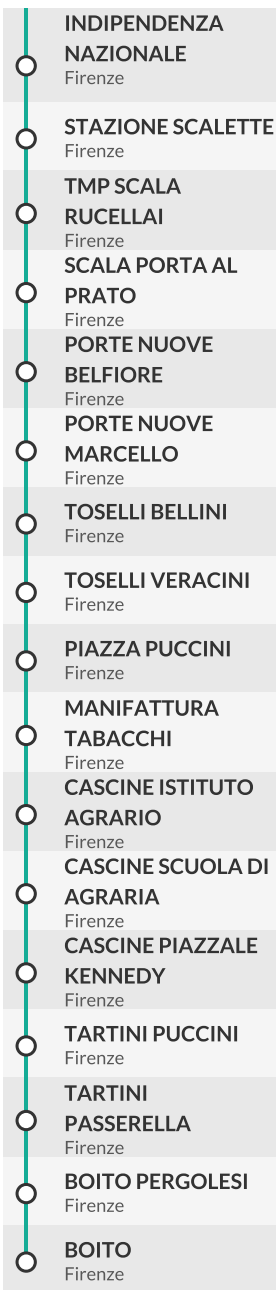 INDIPENDENZA
NAZIONALE
Firenze
STAZIONE SCALETTE
Firenze
TMP SCALA
RUCELLAI
Firenze
SCALA PORTA AL
PRATO
Firenze
PORTE NUOVE
BELFIORE
Firenze
PORTE NUOVE
MARCELLO
Firenze
TOSELLI BELLINI
Firenze
TOSELLI VERACINI
Firenze
PIAZZA PUCCINI
Firenze
MANIFATTURA
TABACCHI
Firenze
CASCINE ISTITUTO
AGRARIO
Firenze
CASCINE SCUOLA DI
AGRARIA
Firenze
CASCINE PIAZZALE
KENNEDY
Firenze
TARTINI PUCCINI
Firenze
TARTINI
PASSERELLA
Firenze
BOITO PERGOLESI
Firenze
BOITO
Firenze